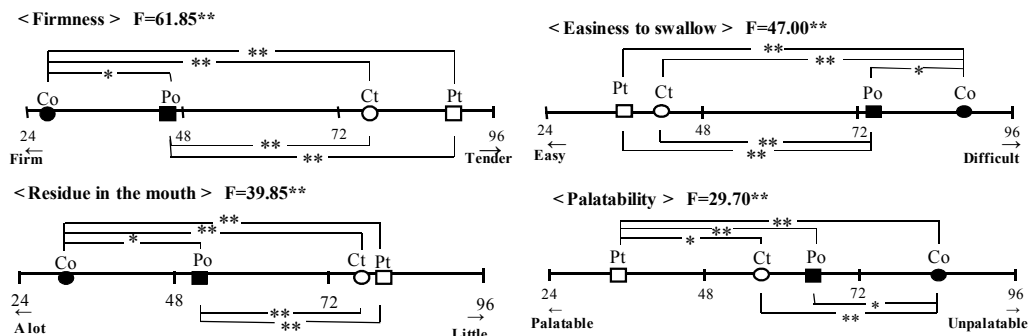 < Firmness >  F=61.85**
**
**
*
Co Po Ct Pt
24 48 72 96
**
**
Firm Tender
< Easiness to swallow >  F=47.00**
**
**
*
Pt Ct Po Co
24 48 72 96
**
**
Easy Difficult
< Residue in the mouth >  F=39.85**
**
**
*
Co Po Ct Pt
24 48 72 96
**
**
A lot Little
< Palatability >  F=29.70**
**
**
*
Pt Ct Po Co
24 48 72 96
*
**
Palatable Unpalatable